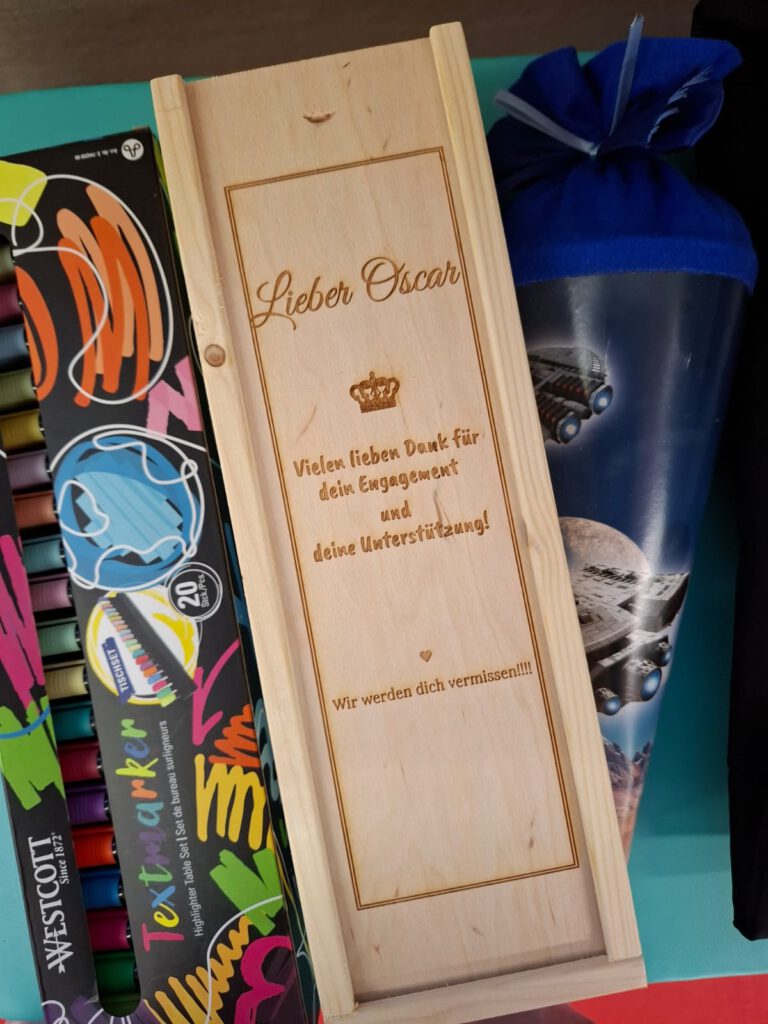 Lieber Oscar
Vielen lieben Dank für
dein Engagement
und
deine Unterstützung!
Wir werden dich vermissen!!!!
20
Stck/Pcs.
TISCHSET
Textmarker
Highlighter Table Set | Set de bureau surligneurs
WESTCOTT
Since 1872